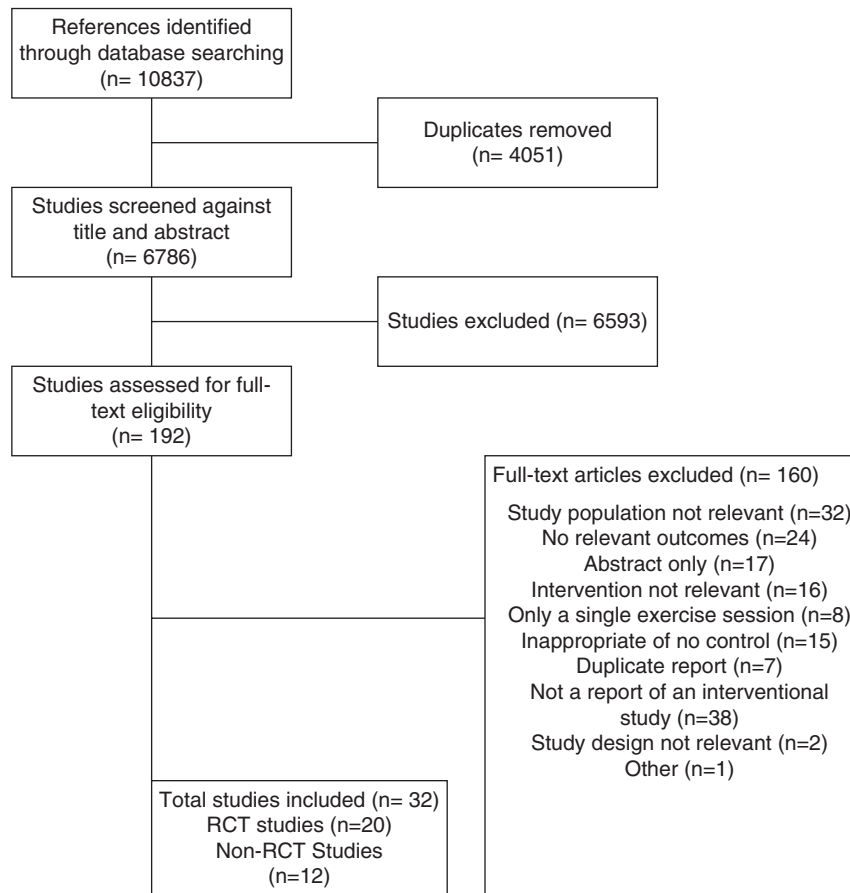 References identified
through database searching
(n= 10837)
Duplicates removed
(n= 4051)
Studies screened against
title and abstract
(n= 6786)
Studies excluded (n= 6593)
Studies assessed for full-
text eligibility
(n= 192)
Full-text articles excluded (n= 160)
Study population not relevant (n=32)
No relevant outcomes (n=24)
Abstract only (n=17)
Intervention not relevant (n=16)
Only a single exercise session (n=8)
Inappropriate of no control (n=15)
Duplicate report (n=7)
Not a report of an interventional
study (n=38)
Study design not relevant (n=2)
Other (n=1)
Total studies included (n= 32)
RCT studies (n=20)
Non-RCT Studies
(n=12)